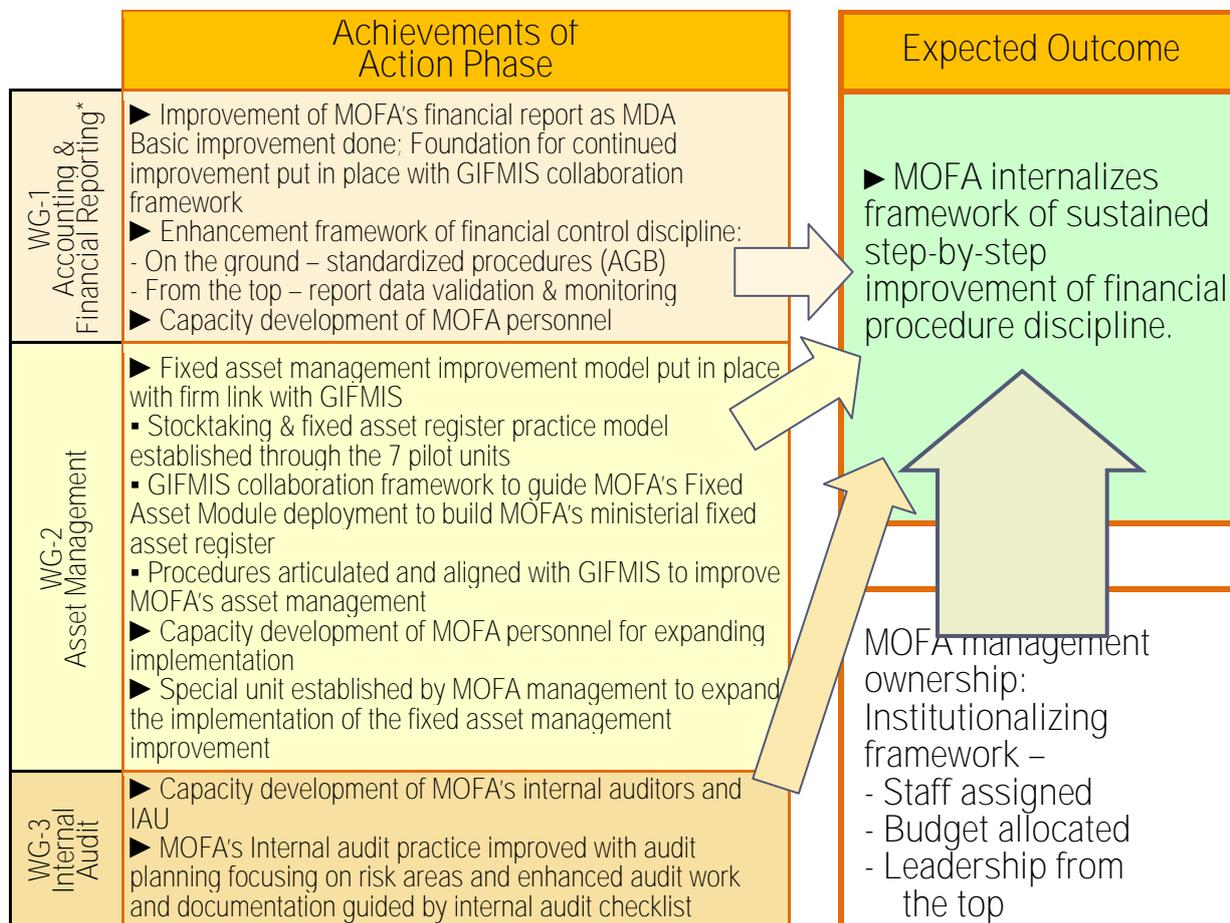 Achievements of
Action Phase
WG-1
Accounting &
Financial Reporting*
► Improvement of MOFA's financial report as MDA
Basic improvement done; Foundation for continued
improvement put in place with GIFMIS collaboration
framework
► Enhancement framework of financial control discipline:
- On the ground – standardized procedures (AGB)
- From the top – report data validation & monitoring
► Capacity development of MOFA personnel
WG-2
Asset Management
► Fixed asset management improvement model put in place
with firm link with GIFMIS
▪ Stocktaking & fixed asset register practice model
established through the 7 pilot units
▪ GIFMIS collaboration framework to guide MOFA's Fixed
Asset Module deployment to build MOFA's ministerial fixed
asset register
▪ Procedures articulated and aligned with GIFMIS to improve
MOFA's asset management
► Capacity development of MOFA personnel for expanding
implementation
► Special unit established by MOFA management to expand
the implementation of the fixed asset management
improvement
WG-3
Internal
Audit
► Capacity development of MOFA's internal auditors and
IAU
► MOFA's Internal audit practice improved with audit
planning focusing on risk areas and enhanced audit work
and documentation guided by internal audit checklist
Expected Outcome
► MOFA internalizes
framework of sustained
step-by-step
improvement of financial
procedure discipline.
MOFA management
ownership:
Institutionalizing
framework –
- Staff assigned
- Budget allocated
- Leadership from
the top